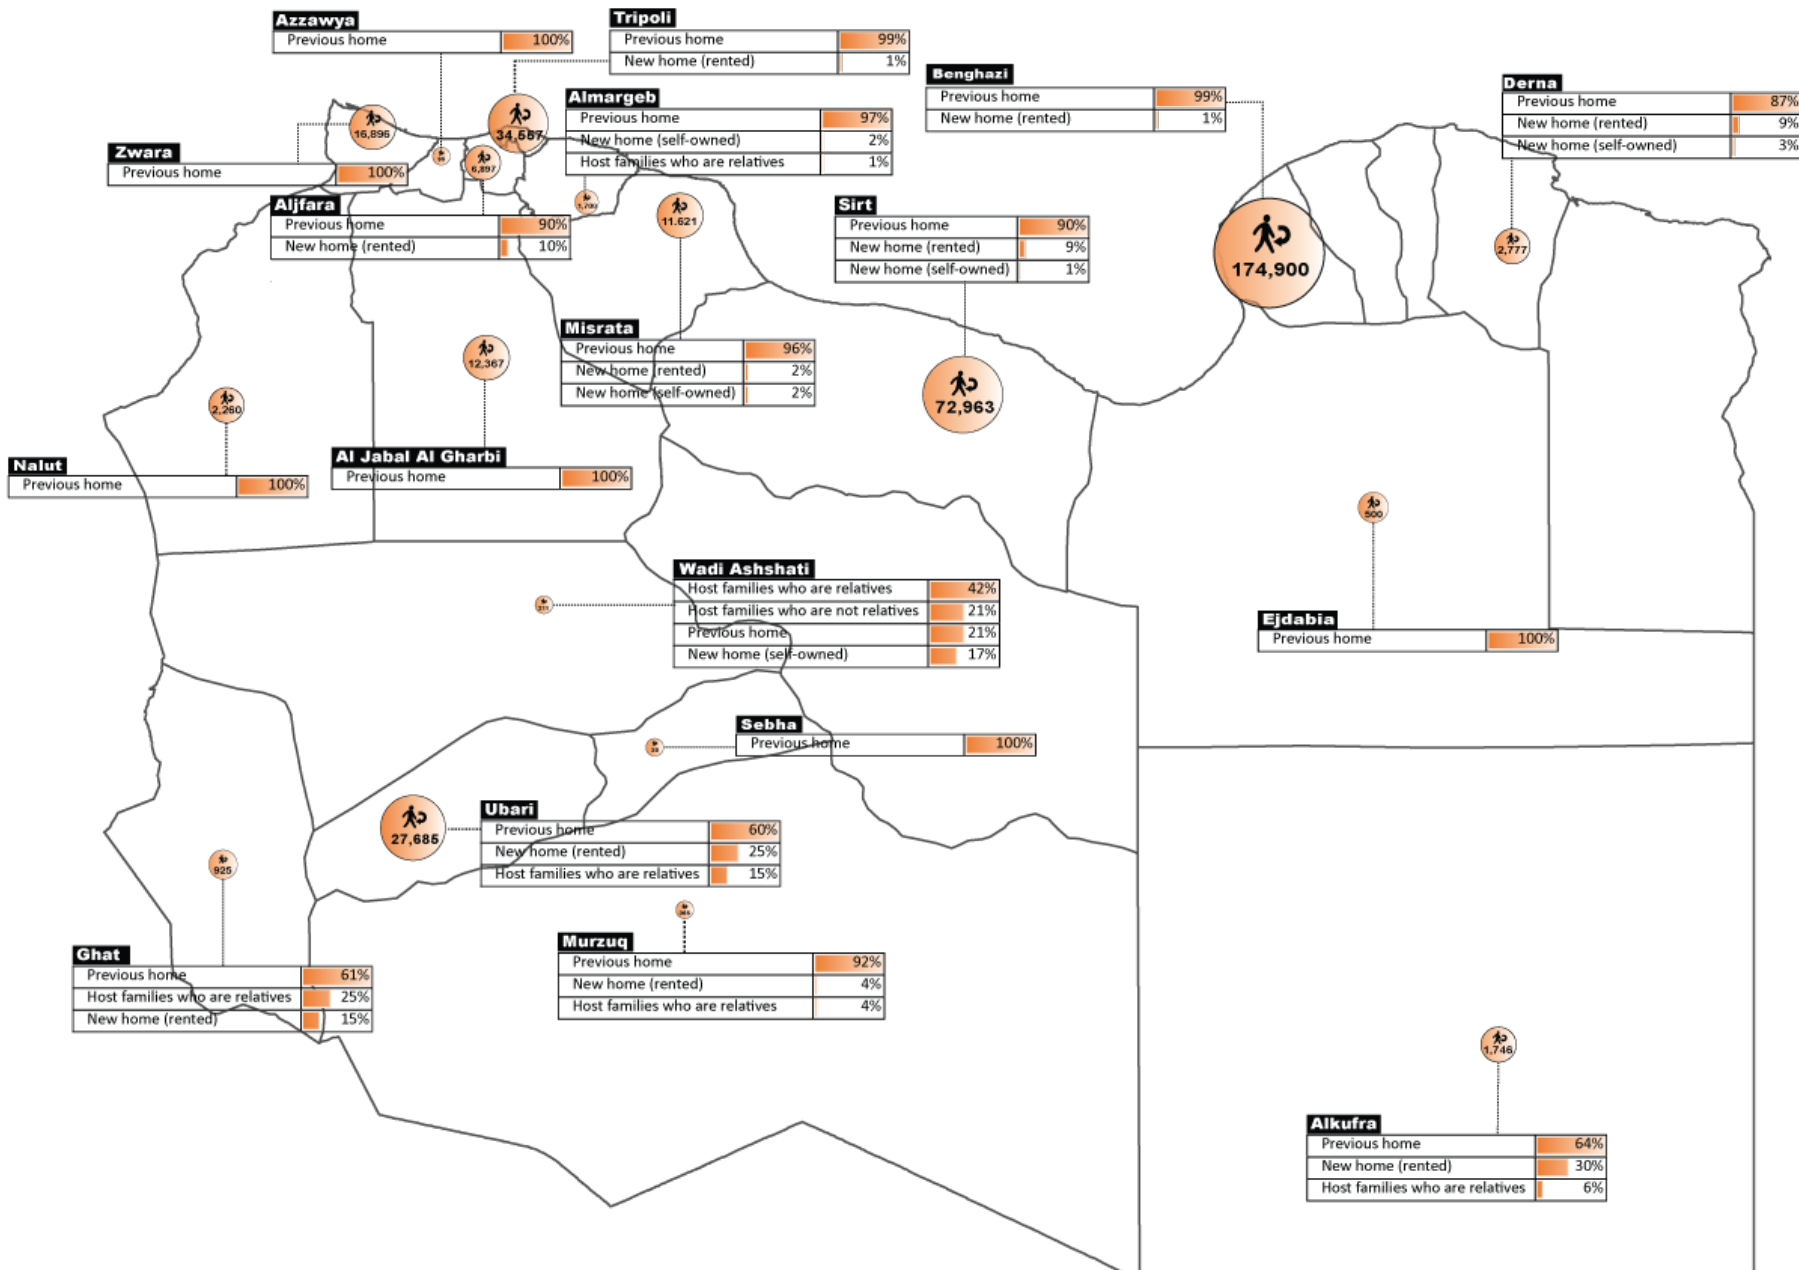 Azzawya
Previous home 100%
Tripoli
Previous home 99%
New home (rented) 1%
Benghazi
Previous home 99%
New home (rented) 1%
Derna
Previous home 87%
New home (rented) 9%
New home (self-owned) 3%
Almargeb
Previous home 97%
New home (self-owned) 2%
Host families who are relatives 1%
16,896
Zwara
Previous home 100%
6,897
Aljfara
Previous home 90%
New home (rented) 10%
11.621
Sirt
Previous home 90%
New home (rented) 9%
New home (self-owned) 1%
174,900
2,777
Misrata
Previous home 96%
New home (rented) 2%
New home (self-owned) 2%
12,367
72,963
2,260
Nalut
Previous home 100%
Al Jabal Al Gharbi
Previous home 100%
500
Ejdabia
Previous home 100%
Wadi Ashshati
Host families who are relatives 42%
Host families who are not relatives 21%
Previous home 21%
New home (self-owned) 17%
Sebha
Previous home 100%
27,685
Ubari
Previous home 60%
New home (rented) 25%
Host families who are relatives 15%
925
Ghat
Previous home 61%
Host families who are relatives 25%
New home (rented) 15%
Murzuq
Previous home 92%
New home (rented) 4%
Host families who are relatives 4%
1,746
Alkufra
Previous home 64%
New home (rented) 30%
Host families who are relatives 6%